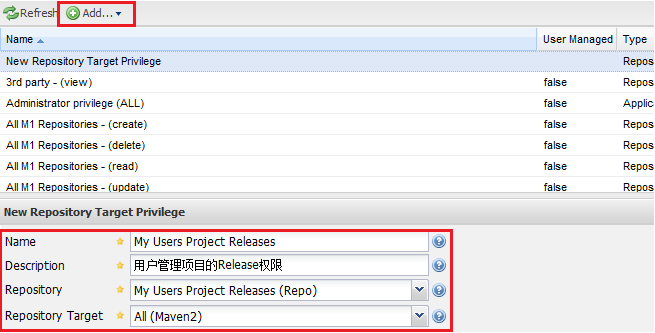 Refresh Add...
Name User Managed Type
New Repository Target Privilege Repos
3rd party - (view) false Repos
Administrator privilege (ALL) false Applic
All M1 Repositories - (create) false Repos
All M1 Repositories - (delete) false Repos
All M1 Repositories - (read) false Repos
All M1 Repositories - (update) false Repos
New Repository Target Privilege
Name My Users Project Releases
Description 用户管理项目的Release权限
Repository My Users Project Releases (Repo)
Repository Target All (Maven2)